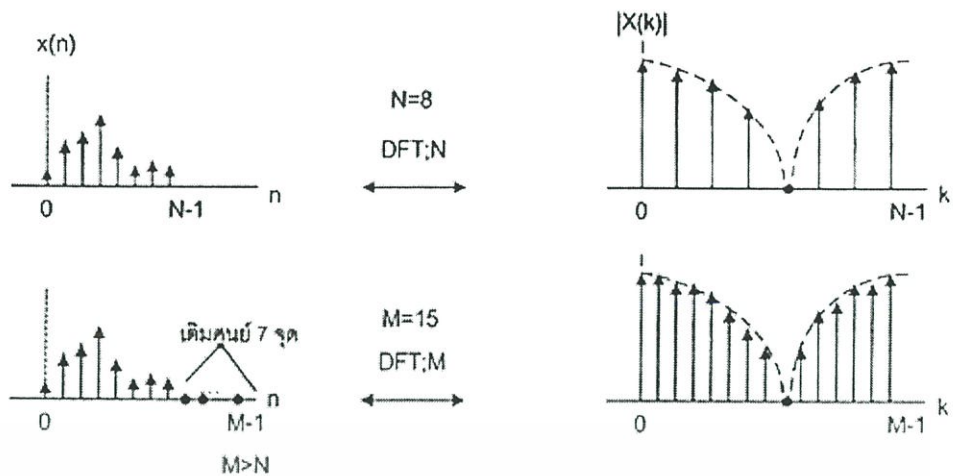 x(n)
|X(k)|
N=8
DFT;N
0
N-1
n
0
N-1
k
เติมศูนย์ 7 จุด
M=15
DFT;M
0
M-1
n
0
M-1
k
M>N